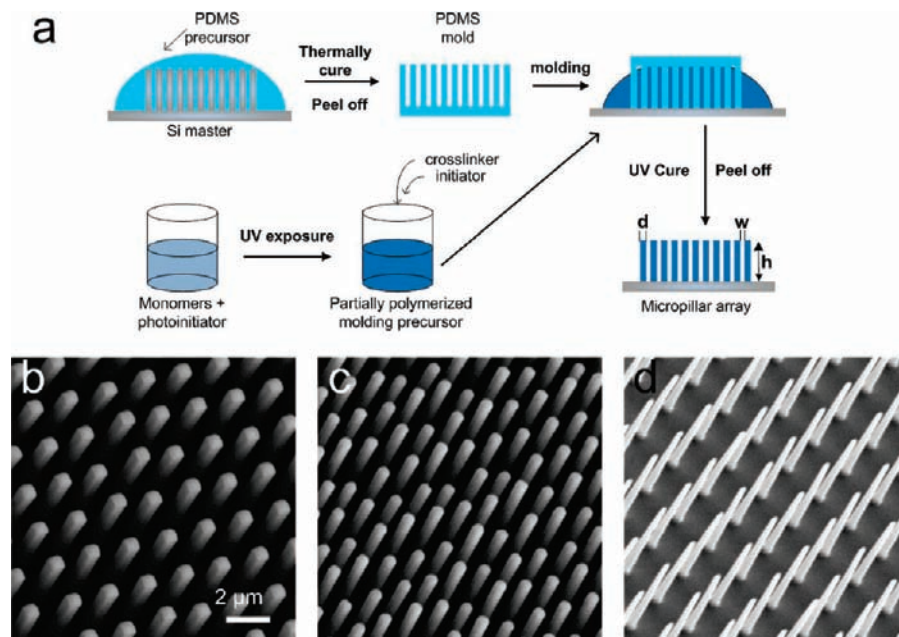 a
PDMS
precursor
Thermally
cure
Peel off
PDMS
mold
molding
Si master
crosslinker
initiator
UV Cure
Peel off
UV exposure
d
w
h
Monomers +
photoinitiator
Partially polymerized
molding precursor
Micropillar array
b
c
d
2 μm